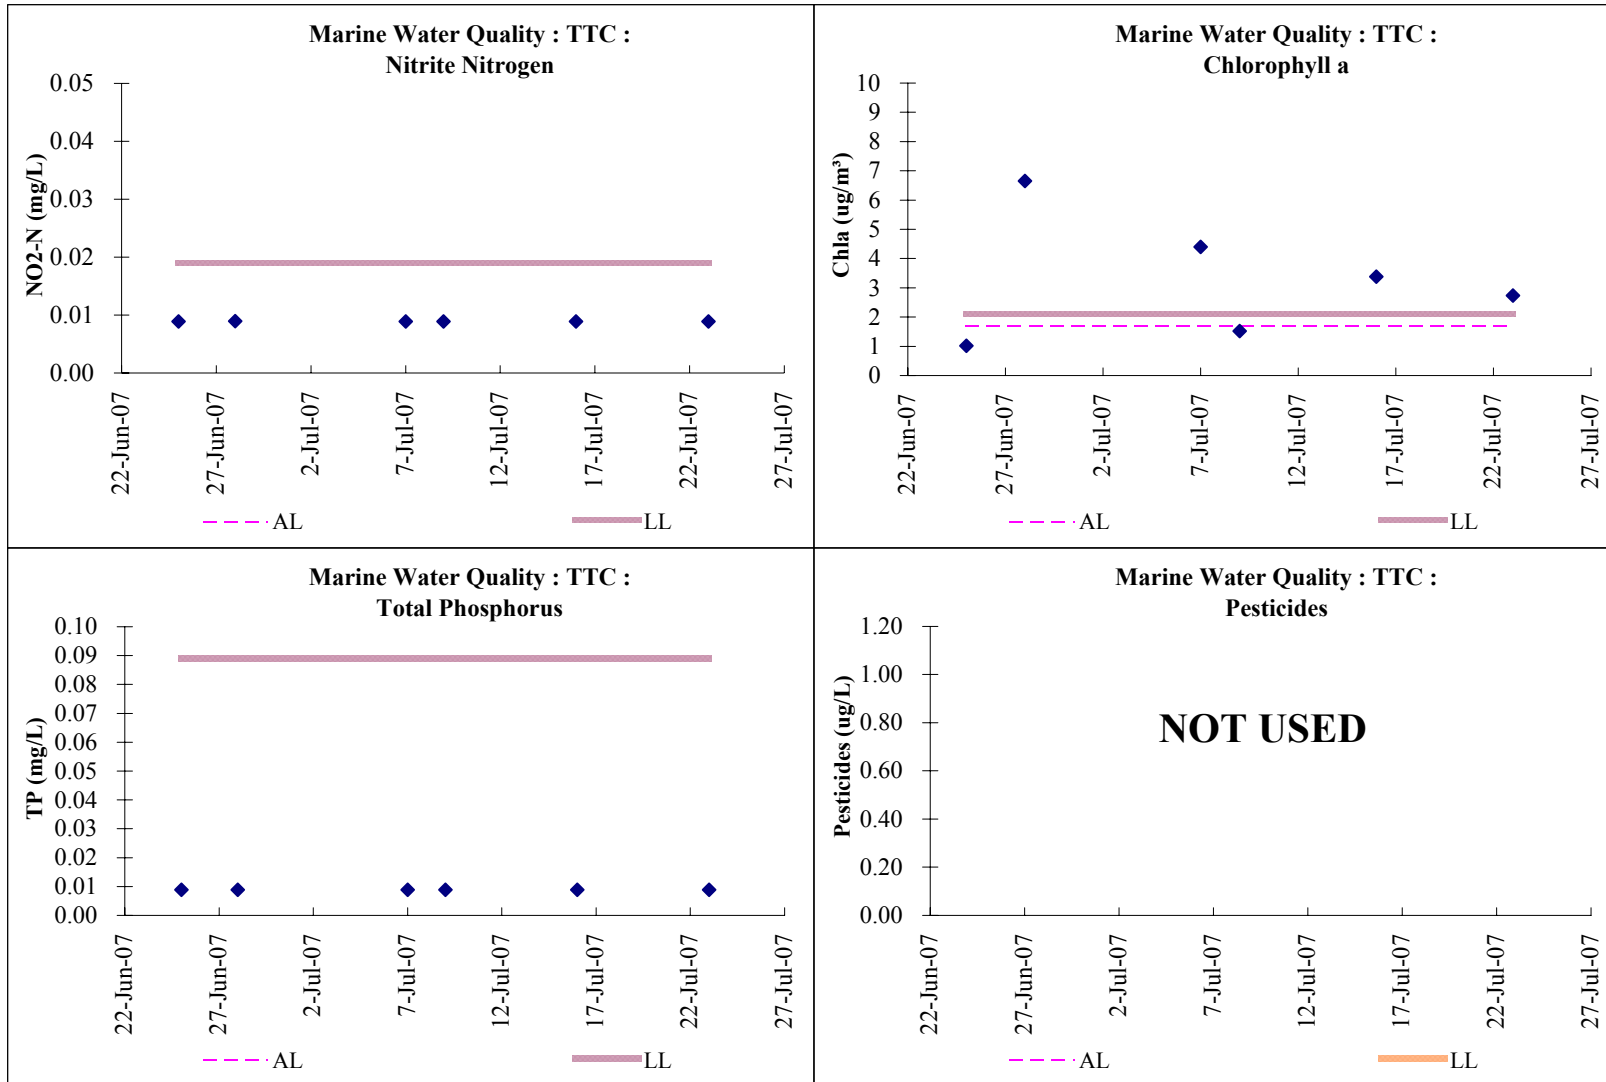 Marine Water Quality : TTC :
Nitrite Nitrogen
NO2-N (mg/L)
0.05
0.04
0.03
0.02
0.01
0.00
22-Jun-07
27-Jun-07
2-Jul-07
7-Jul-07
12-Jul-07
17-Jul-07
22-Jul-07
27-Jul-07
AL
LL
Marine Water Quality : TTC :
Chlorophyll a
Chla (ug/m³)
10
9
8
7
6
5
4
3
2
1
0
22-Jun-07
27-Jun-07
2-Jul-07
7-Jul-07
12-Jul-07
17-Jul-07
22-Jul-07
27-Jul-07
AL
LL
Marine Water Quality : TTC :
Total Phosphorus
TP (mg/L)
0.10
0.09
0.08
0.07
0.06
0.05
0.04
0.03
0.02
0.01
0.00
22-Jun-07
27-Jun-07
2-Jul-07
7-Jul-07
12-Jul-07
17-Jul-07
22-Jul-07
27-Jul-07
AL
LL
Marine Water Quality : TTC :
Pesticides
Pesticides (ug/L)
1.20
1.00
0.80
0.60
0.40
0.20
0.00
NOT USED
22-Jun-07
27-Jun-07
2-Jul-07
7-Jul-07
12-Jul-07
17-Jul-07
22-Jul-07
27-Jul-07
AL
LL